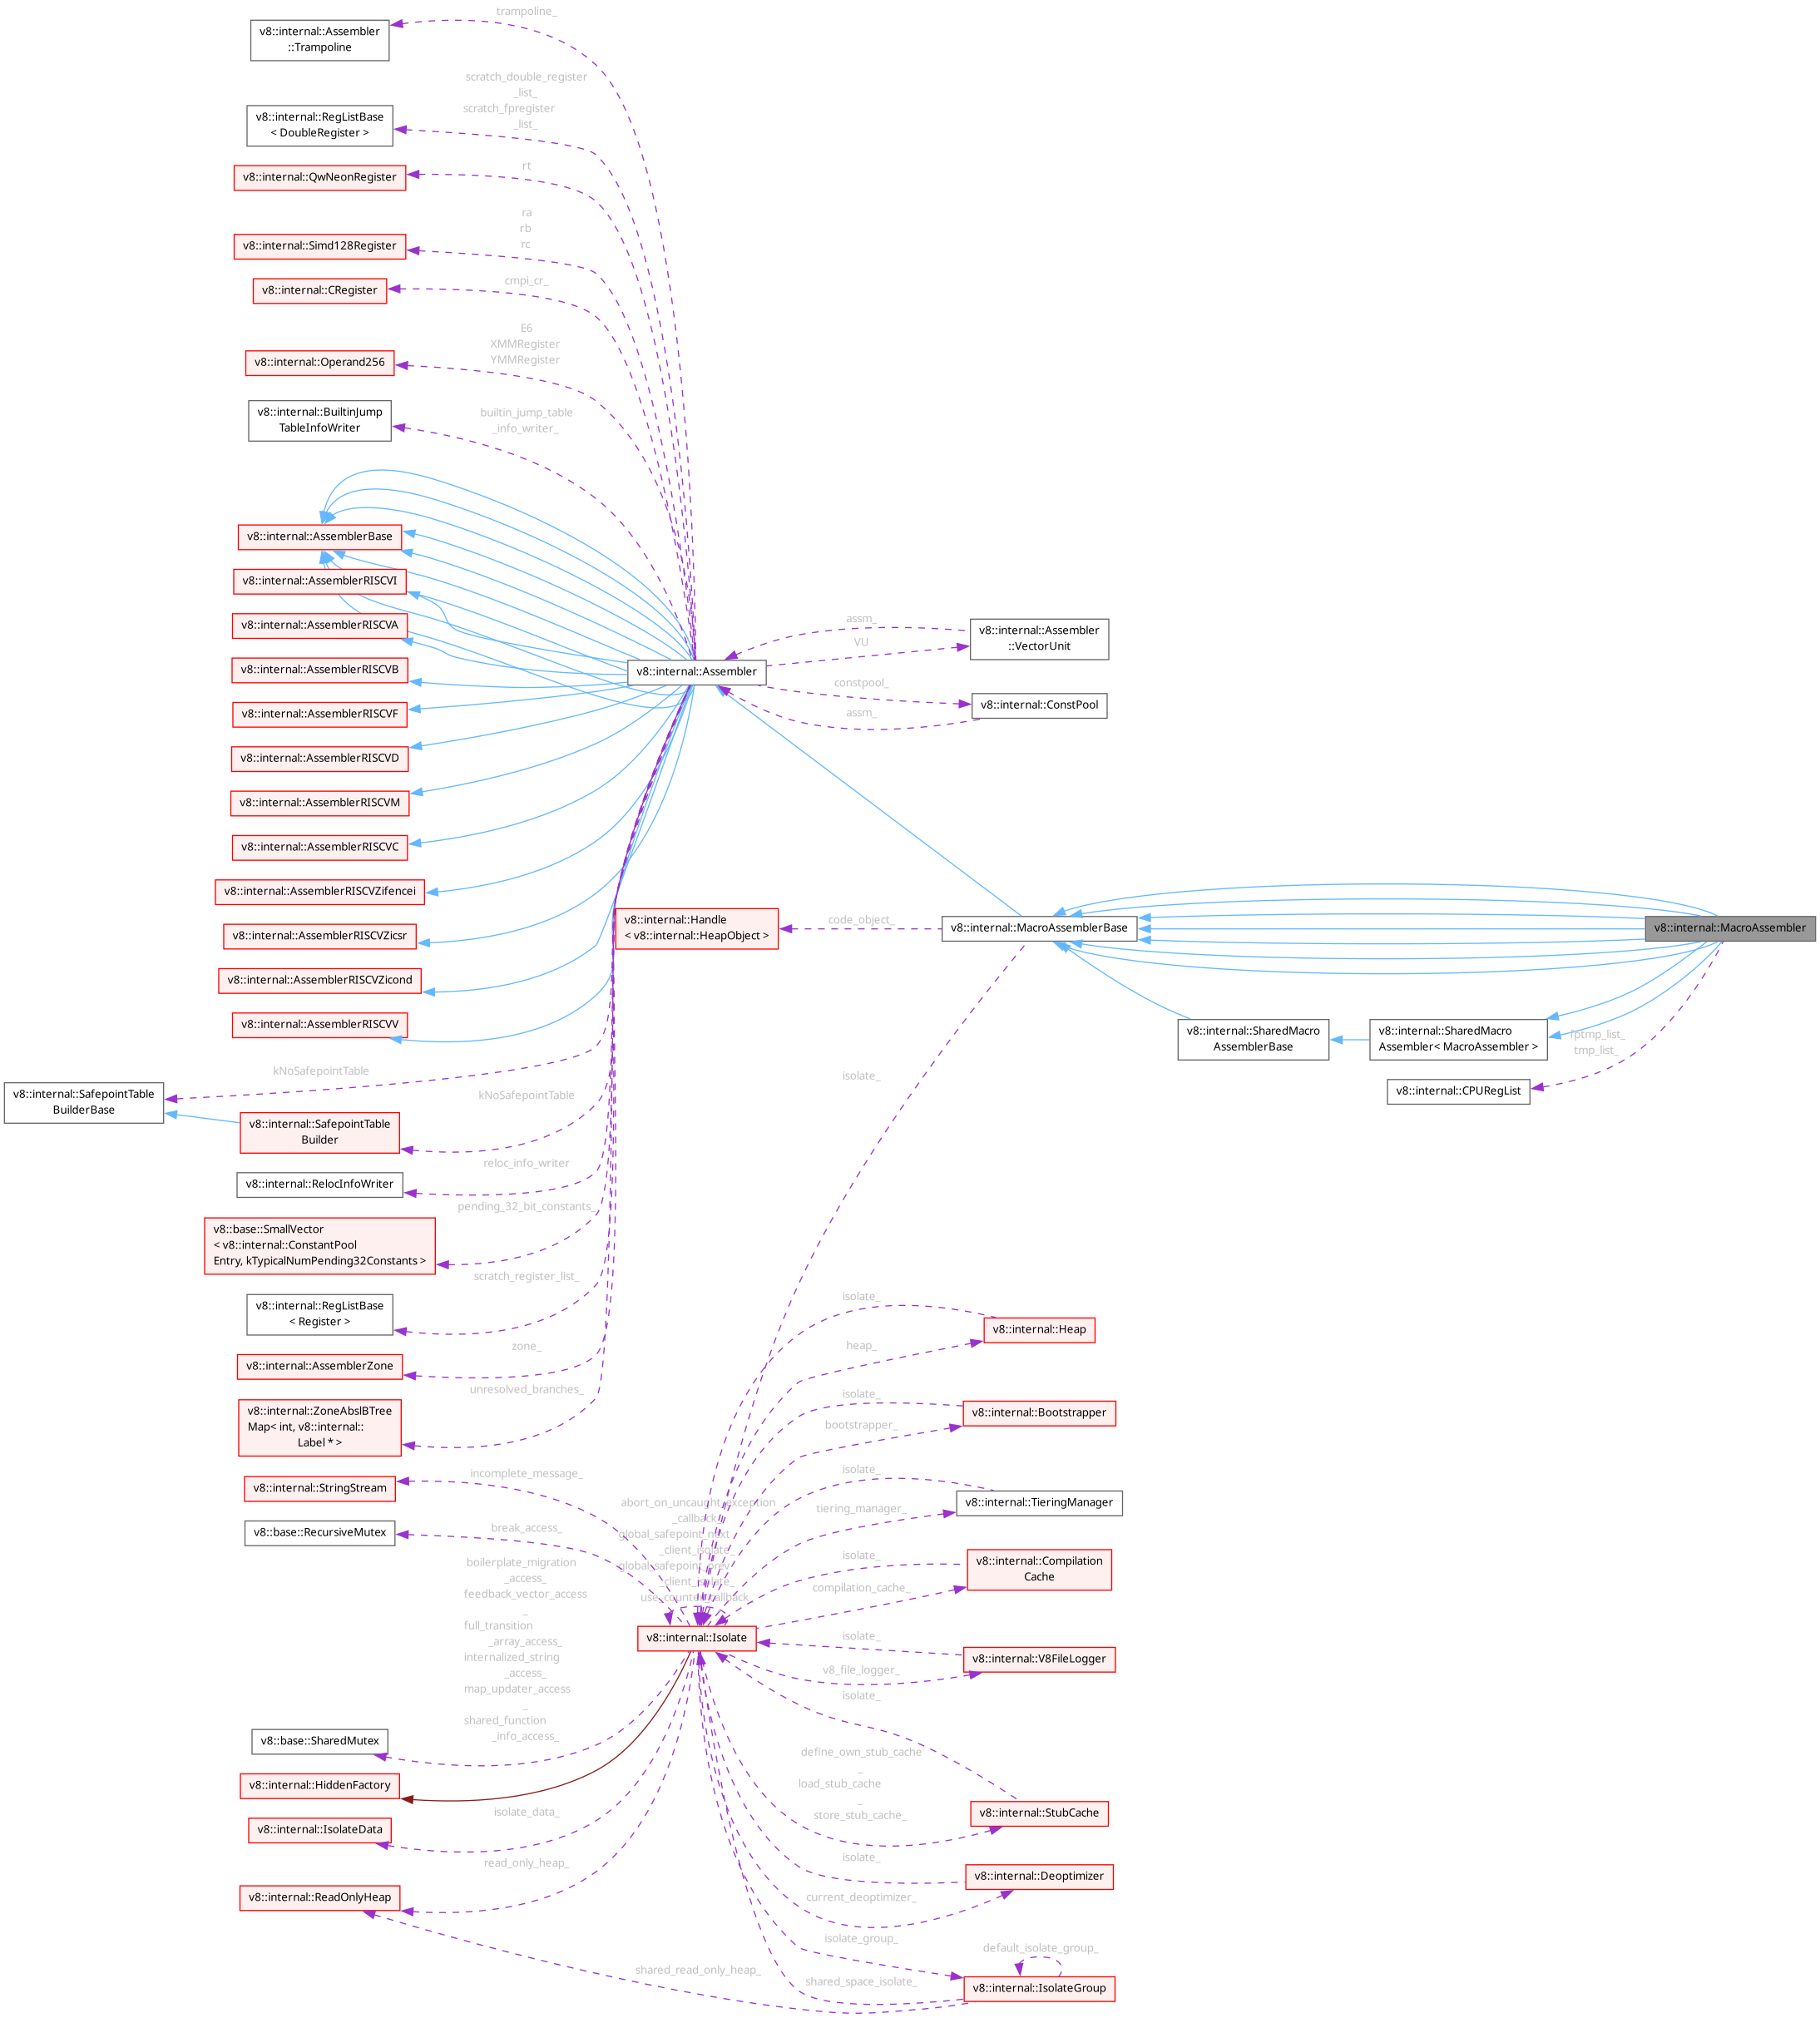 trampoline_
v8::internal::Assembler
::Trampoline
scratch_double_register
_list_
scratch_fpregister
_list_
v8::internal::RegListBase
< DoubleRegister >
rt
v8::internal::QwNeonRegister
ra
rb
rc
v8::internal::Simd128Register
cmpi_cr_
v8::internal::CRegister
E6
XMMRegister
YMMRegister
v8::internal::Operand256
builtin_jump_table
_info_writer_
v8::internal::BuiltinJump
TableInfoWriter
v8::internal::AssemblerBase
v8::internal::AssemblerRISCVI
v8::internal::AssemblerRISCVA
v8::internal::AssemblerRISCVB
v8::internal::AssemblerRISCVF
v8::internal::AssemblerRISCVD
v8::internal::AssemblerRISCVM
v8::internal::AssemblerRISCVC
v8::internal::AssemblerRISCVZifencei
v8::internal::AssemblerRISCVZicsr
v8::internal::AssemblerRISCVZicond
v8::internal::AssemblerRISCVV
v8::internal::Assembler
assm_
VU
v8::internal::Assembler
::VectorUnit
constpool_
assm_
v8::internal::ConstPool
v8::internal::Handle
< v8::internal::HeapObject >
code_object_
v8::internal::MacroAssemblerBase
v8::internal::MacroAssembler
v8::internal::SharedMacro
AssemblerBase
v8::internal::SharedMacro
Assembler< MacroAssembler >
fptmp_list_
tmp_list_
v8::internal::CPURegList
isolate_
kNoSafepointTable
v8::internal::SafepointTable
BuilderBase
kNoSafepointTable
v8::internal::SafepointTable
Builder
reloc_info_writer
v8::internal::RelocInfoWriter
pending_32_bit_constants_
v8::base::SmallVector
< v8::internal::ConstantPool
Entry, kTypicalNumPending32Constants >
scratch_register_list_
v8::internal::RegListBase
< Register >
zone_
v8::internal::AssemblerZone
unresolved_branches_
v8::internal::ZoneAbslBTree
Map< int, v8::internal::
Label * >
incomplete_message_
v8::internal::StringStream
break_access_
v8::base::RecursiveMutex
boilerplate_migration
_access_
feedback_vector_access
_
full_transition
_array_access_
internalized_string
_access_
map_updater_access
_
shared_function
_info_access_
v8::base::SharedMutex
v8::internal::HiddenFactory
isolate_data_
v8::internal::IsolateData
read_only_heap_
v8::internal::ReadOnlyHeap
abort_on_uncaught_exception
_callback_
global_safepoint_next
_client_isolate_
global_safepoint_prev
_client_isolate_
use_counter_callback_
v8::internal::Isolate
isolate_
heap_
v8::internal::Heap
isolate_
bootstrapper_
v8::internal::Bootstrapper
isolate_
tiering_manager_
v8::internal::TieringManager
isolate_
compilation_cache_
v8::internal::Compilation
Cache
isolate_
v8_file_logger_
v8::internal::V8FileLogger
isolate_
define_own_stub_cache
_
load_stub_cache
_
store_stub_cache_
v8::internal::StubCache
isolate_
current_deoptimizer_
v8::internal::Deoptimizer
isolate_group_
default_isolate_group_
shared_read_only_heap_
shared_space_isolate_
v8::internal::IsolateGroup